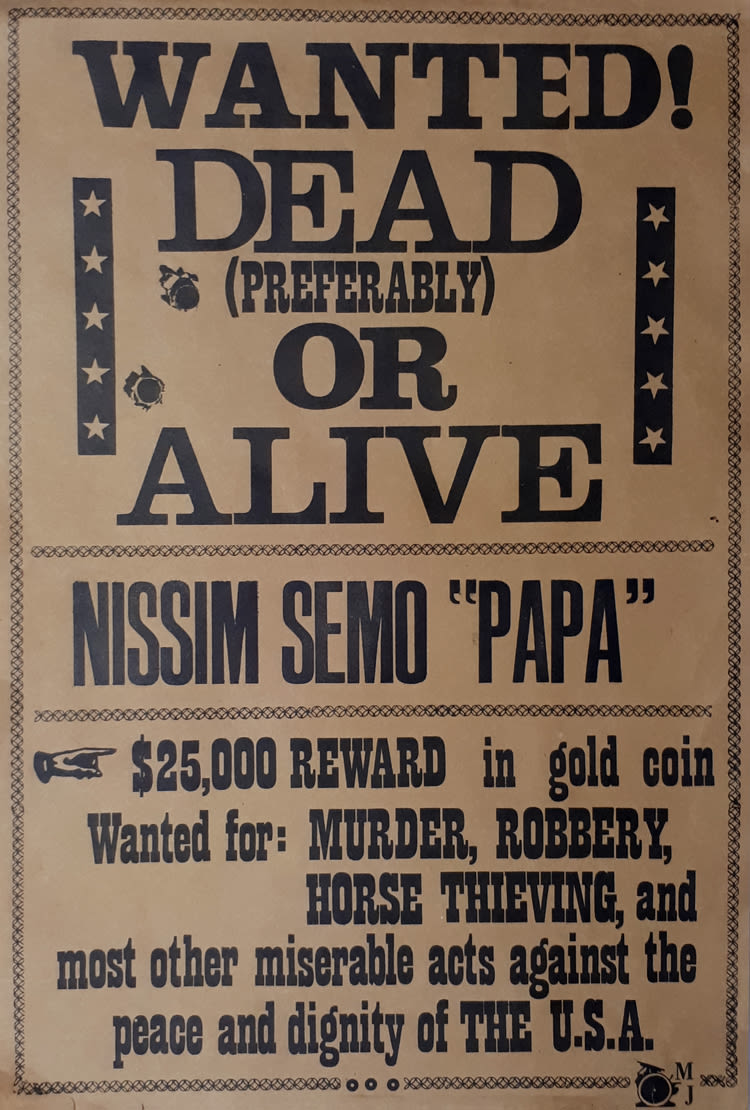 WANTED!
DEAD
(PREFERABLY)
OR
ALIVE
NISSIM SEMO "PAPA"
$25,000 REWARD in gold coin
Wanted for: MURDER, ROBBERY,
HORSE THIEVING, and
most other miserable acts against the
peace and dignity of THE U.S.A.
M
J